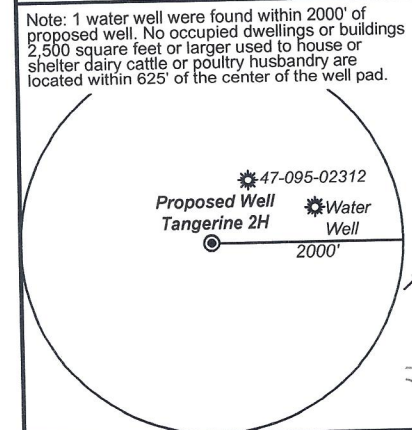 Note: 1 water well were found within 2000' of
proposed well. No occupied dwellings or buildings
2,500 square feet or larger used to house or
shelter dairy cattle or poultry husbandry are
located within 625' of the center of the well pad.
47-095-02312
Proposed Well
Tangerine 2H
Water
Well
2000'